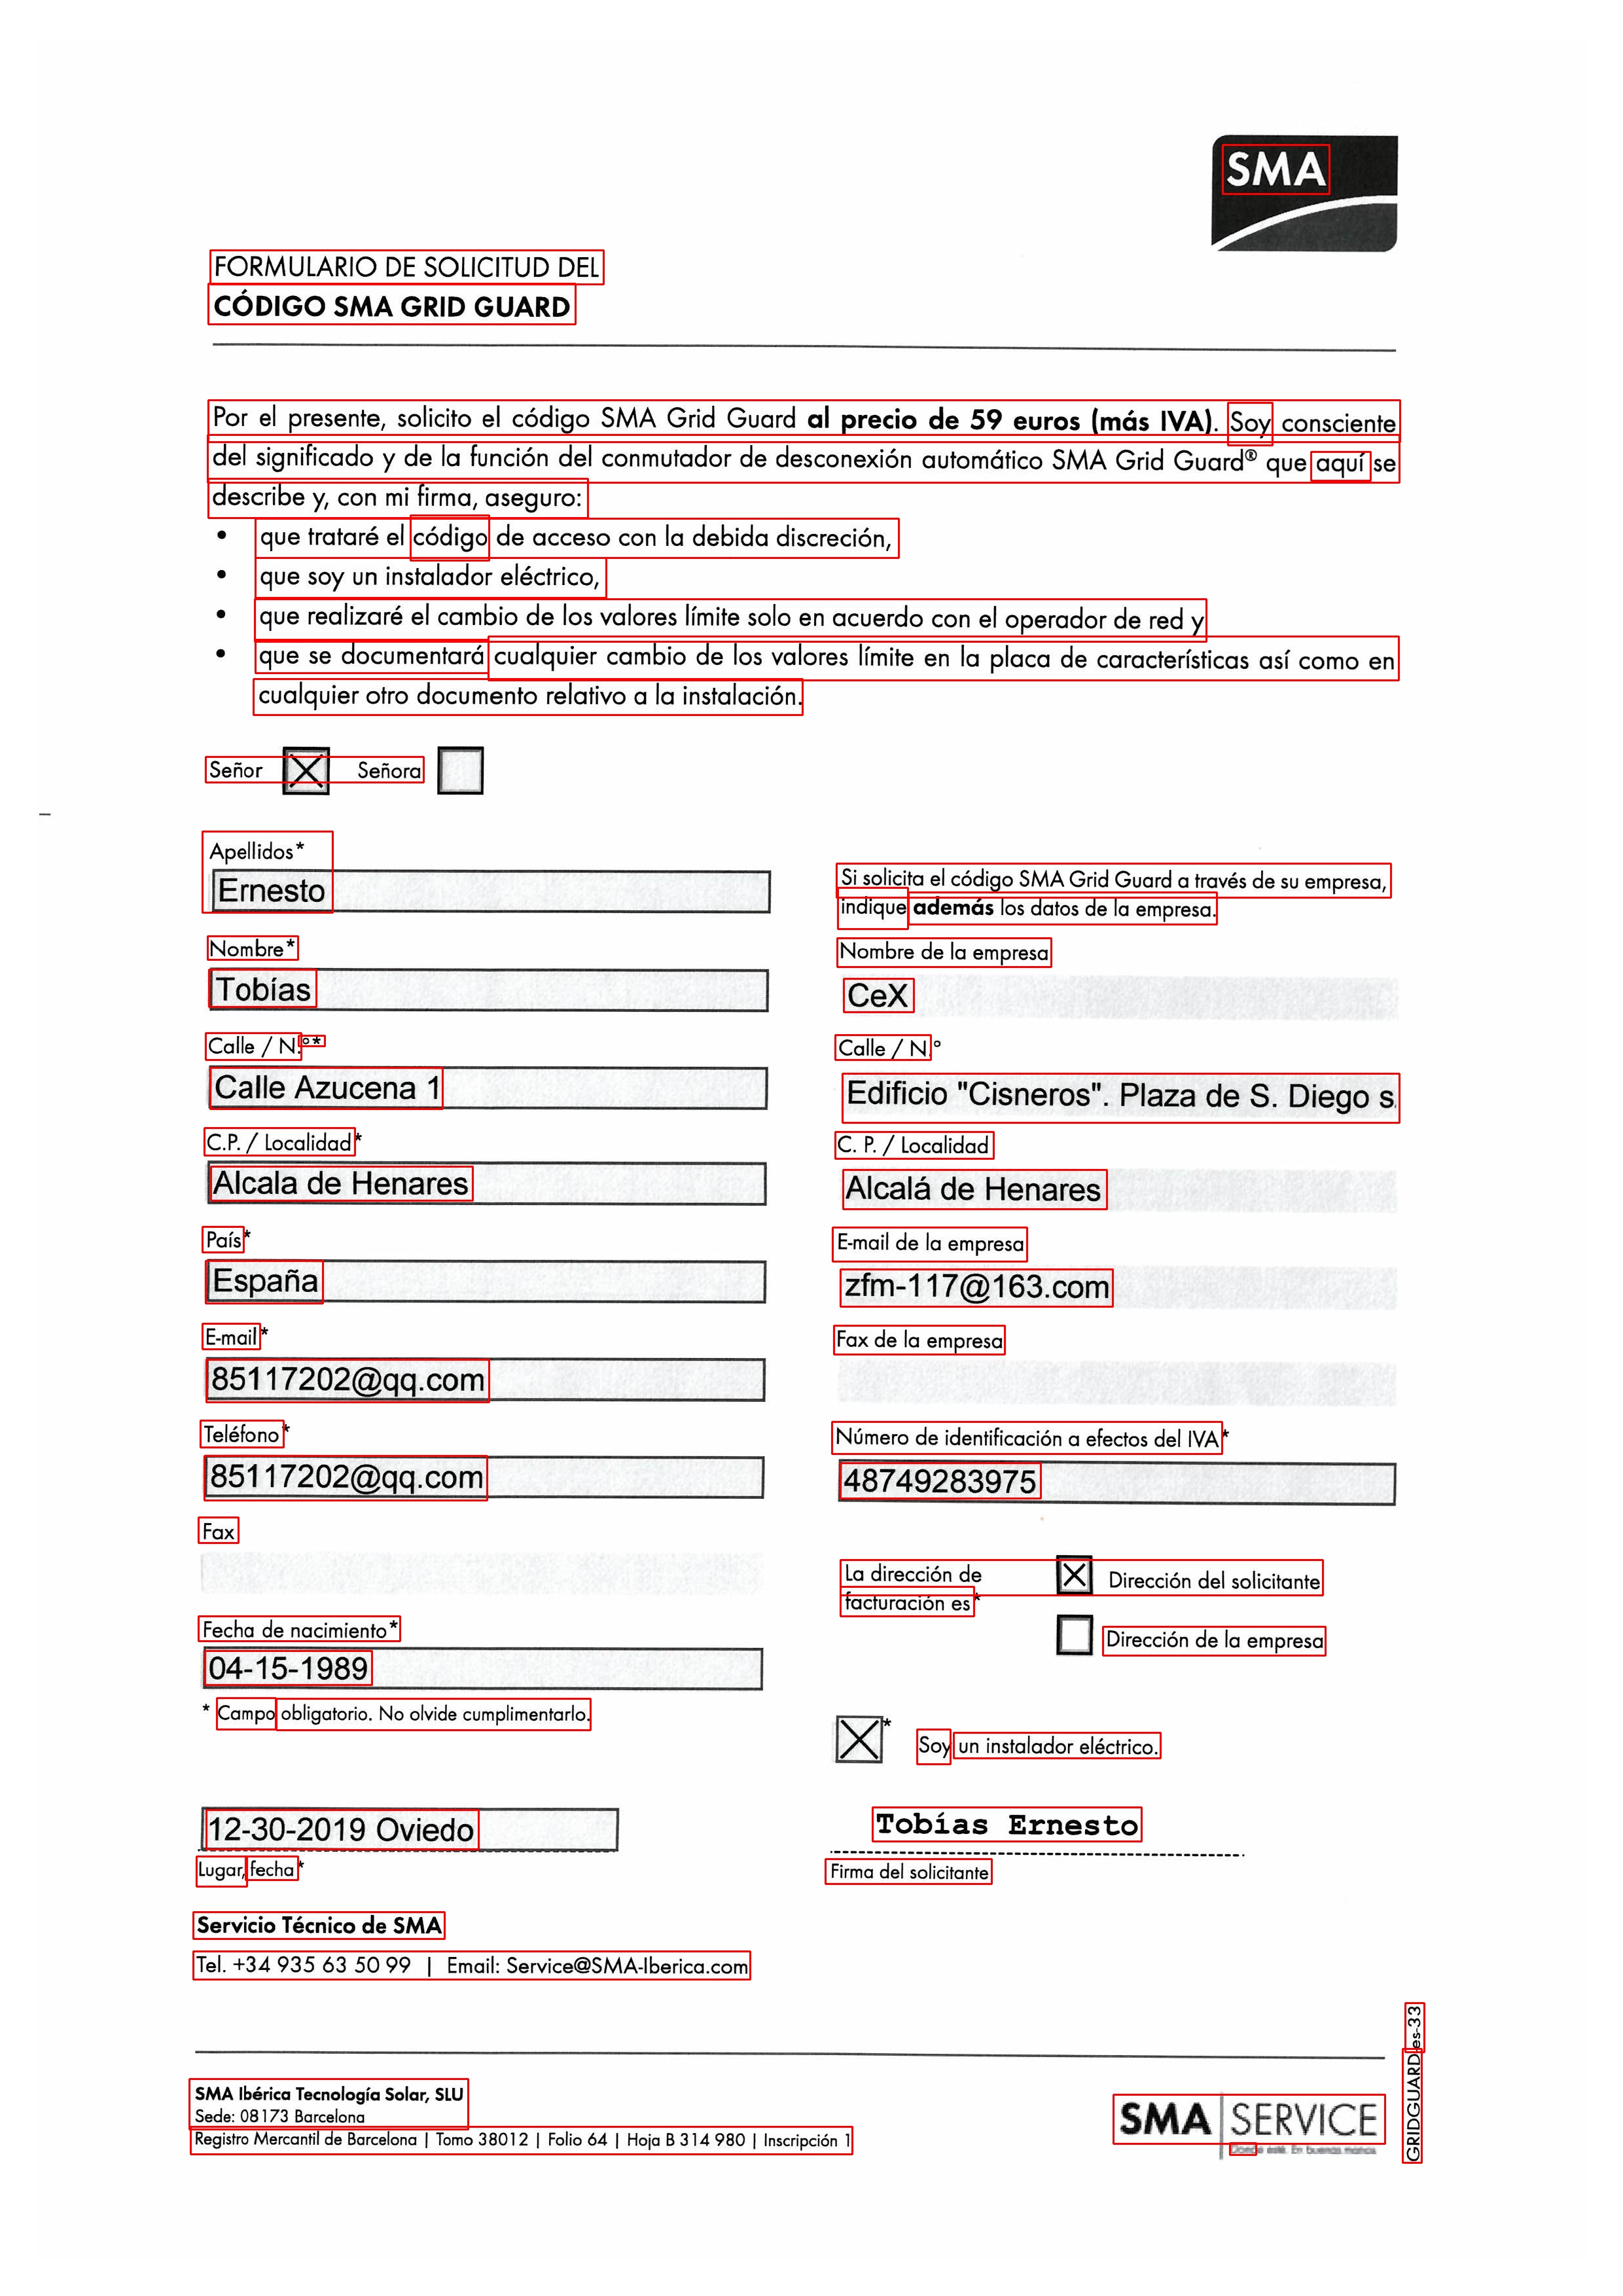 SMA
FORMULARIO DE SOLICITUD DEL
CÓDIGO SMA GRID GUARD
Por el presente, solicito el código SMA Grid Guard al precio de 59 euros (más IVA). Soy consciente
del significado y de la función del conmutador de desconexión automático SMA Grid Guard® que aquí se
describe y, con mi firma, aseguro:
• que trataré el código de acceso con la debida discreción,
• que soy un instalador eléctrico,
• que realizaré el cambio de los valores límite solo en acuerdo con el operador de red y
• que se documentará cualquier cambio de los valores límite en la placa de características así como en
cualquier otro documento relativo a la instalación.
Señor Señora
Apellidos*
Ernesto
Nombre*
Tobías
Calle / N.º*
Calle Azucena 1
C.P. / Localidad*
Alcala de Henares
País*
España
E-mail*
85117202@qq.com
Teléfono*
85117202@qq.com
Fax
Fecha de nacimiento*
04-15-1989
* Campo obligatorio. No olvide cumplimentarlo.
Si solicita el código SMA Grid Guard a través de su empresa,
indique además los datos de la empresa.
Nombre de la empresa
CeX
Calle / N.º
Edificio "Cisneros". Plaza de S. Diego s.
C. P. / Localidad
Alcalá de Henares
E-mail de la empresa
zfm-117@163.com
Fax de la empresa
Número de identificación a efectos del IVA*
48749283975
La dirección de Dirección del solicitante
facturación es*
Dirección de la empresa
* Soy un instalador eléctrico.
12-30-2019 Oviedo
Lugar, fecha*
Tobías Ernesto
Firma del solicitante
Servicio Técnico de SMA
Tel. +34 935 63 50 99 | Email: Service@SMA-Iberica.com
SMA Ibérica Tecnología Solar, SLU
Sede: 08173 Barcelona
Registro Mercantil de Barcelona | Tomo 38012 | Folio 64 | Hoja B 314 980 | Inscripción 1
SMA SERVICE
Donde esté. En buenas manos
GRIDGUARD es-33